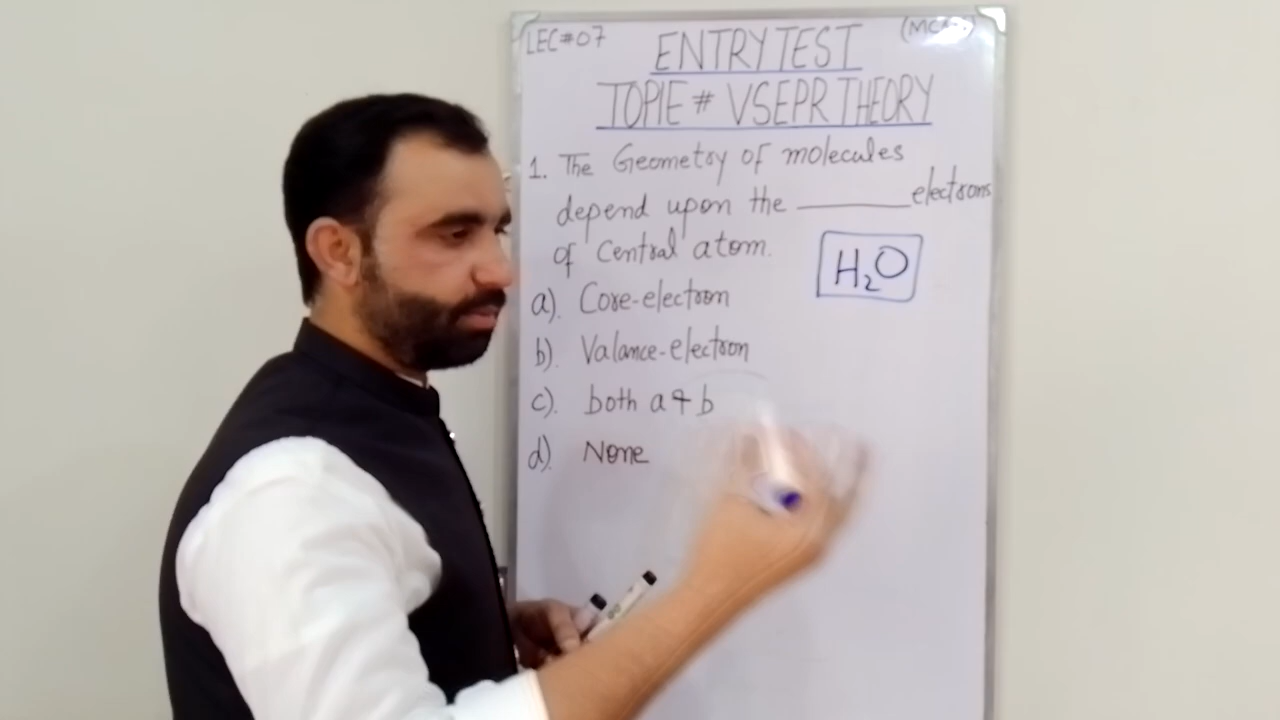 LEC#07
ENTRY TEST
TOPIE # VSEPR THEORY
1. The Geometry of molecules
depend upon the ________ electrons
of Central atom.
H₂O
a). Core-electron
b). Valance-electron
c). both a & b
d). None